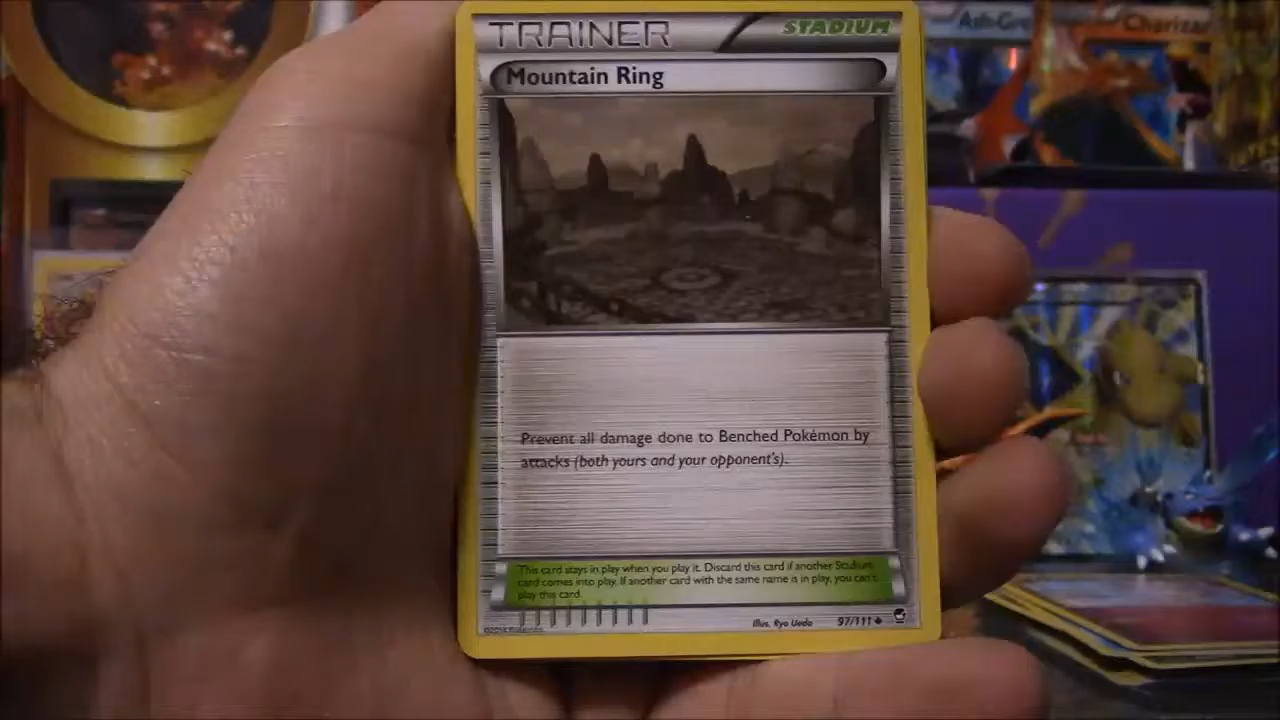 TRAINER STADIUM
Mountain Ring
Prevent all damage done to Benched Pokémon by
attacks (both yours and your opponent's).
This card stays in play when you play it. Discard this card if another Stadium
card comes into play. If another card with the same name is in play, you can't
play this card.
Illus. Ryo Ueda 97/111